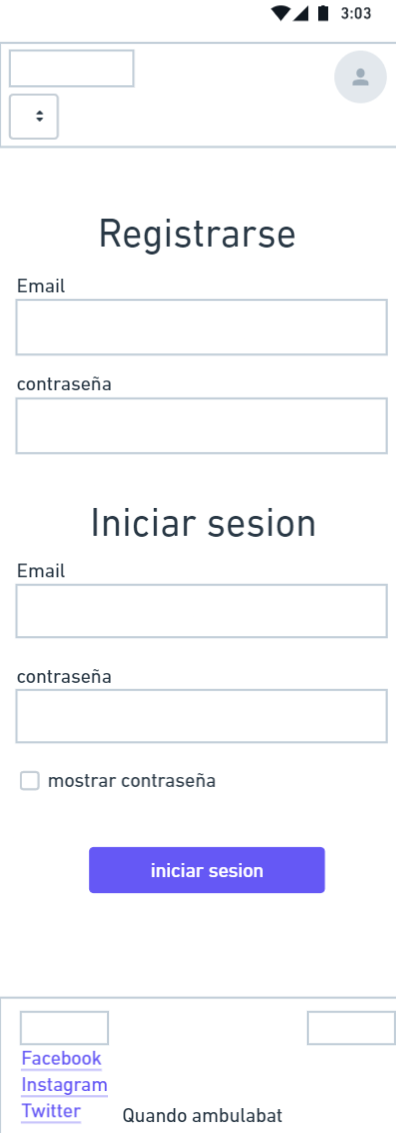 3:03
Registrarse
Email
contraseña
Iniciar sesion
Email
contraseña
mostrar contraseña
iniciar sesion
Facebook
Instagram
Twitter
Quando ambulabat